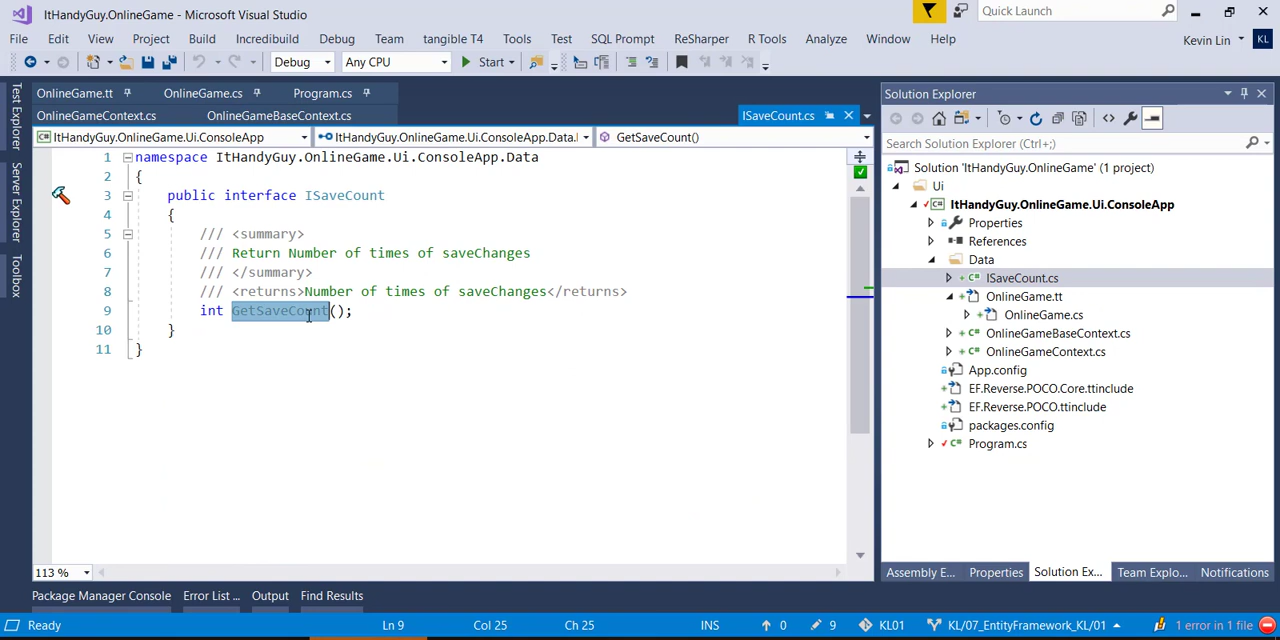 ItHandyGuy.OnlineGame - Microsoft Visual Studio
Quick Launch
File Edit View Project Build Incredibuild Debug Team tangible T4 Tools Test SQL Prompt ReSharper R Tools Analyze Window Help
Kevin Lin KL
Debug Any CPU Start
OnlineGame.tt OnlineGame.cs Program.cs
OnlineGameContext.cs OnlineGameBaseContext.cs ISaveCount.cs
ItHandyGuy.OnlineGame.Ui.ConsoleApp ItHandyGuy.OnlineGame.Ui.ConsoleApp.Data.I GetSaveCount()
Test Explorer
Server Explorer
Toolbox
1 namespace ItHandyGuy.OnlineGame.Ui.ConsoleApp.Data
2 {
3 public interface ISaveCount
4 {
5 /// <summary>
6 /// Return Number of times of saveChanges
7 /// </summary>
8 /// <returns>Number of times of saveChanges</returns>
9 int GetSaveCount();
10 }
11 }
113 %
Solution Explorer
Search Solution Explorer (Ctrl+;)
Solution 'ItHandyGuy.OnlineGame' (1 project)
Ui
ItHandyGuy.OnlineGame.Ui.ConsoleApp
Properties
References
Data
ISaveCount.cs
OnlineGame.tt
OnlineGame.cs
OnlineGameBaseContext.cs
OnlineGameContext.cs
App.config
EF.Reverse.POCO.Core.ttinclude
EF.Reverse.POCO.ttinclude
packages.config
Program.cs
Assembly E... Properties Solution Ex... Team Explo... Notifications
Package Manager Console Error List ... Output Find Results
Ready Ln 9 Col 25 Ch 25 INS 0 9 KL01 KL/07_EntityFramework_KL/01 1 error in 1 file